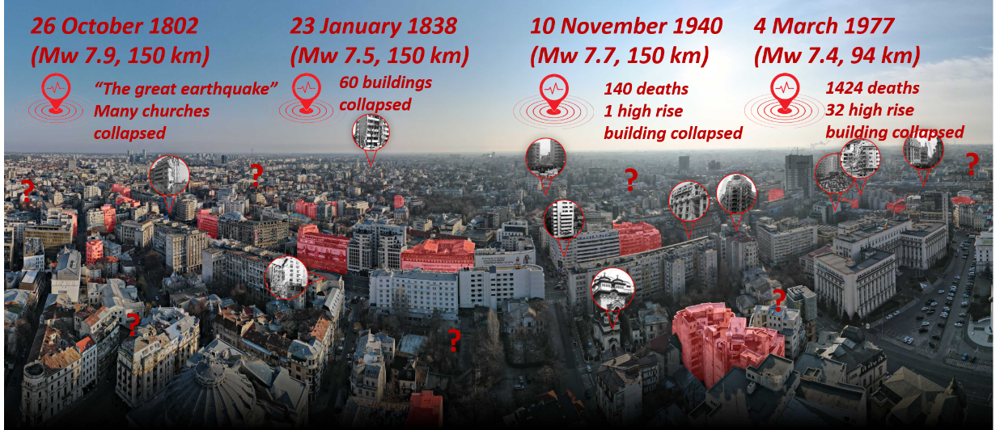 26 October 1802
(Mw 7.9, 150 km)
“The great earthquake”
Many churches
collapsed
23 January 1838
(Mw 7.5, 150 km)
60 buildings
collapsed
10 November 1940
(Mw 7.7, 150 km)
140 deaths
1 high rise
building collapsed
4 March 1977
(Mw 7.4, 94 km)
1424 deaths
32 high rise
building collapsed
?
?
?
?
?
?
?